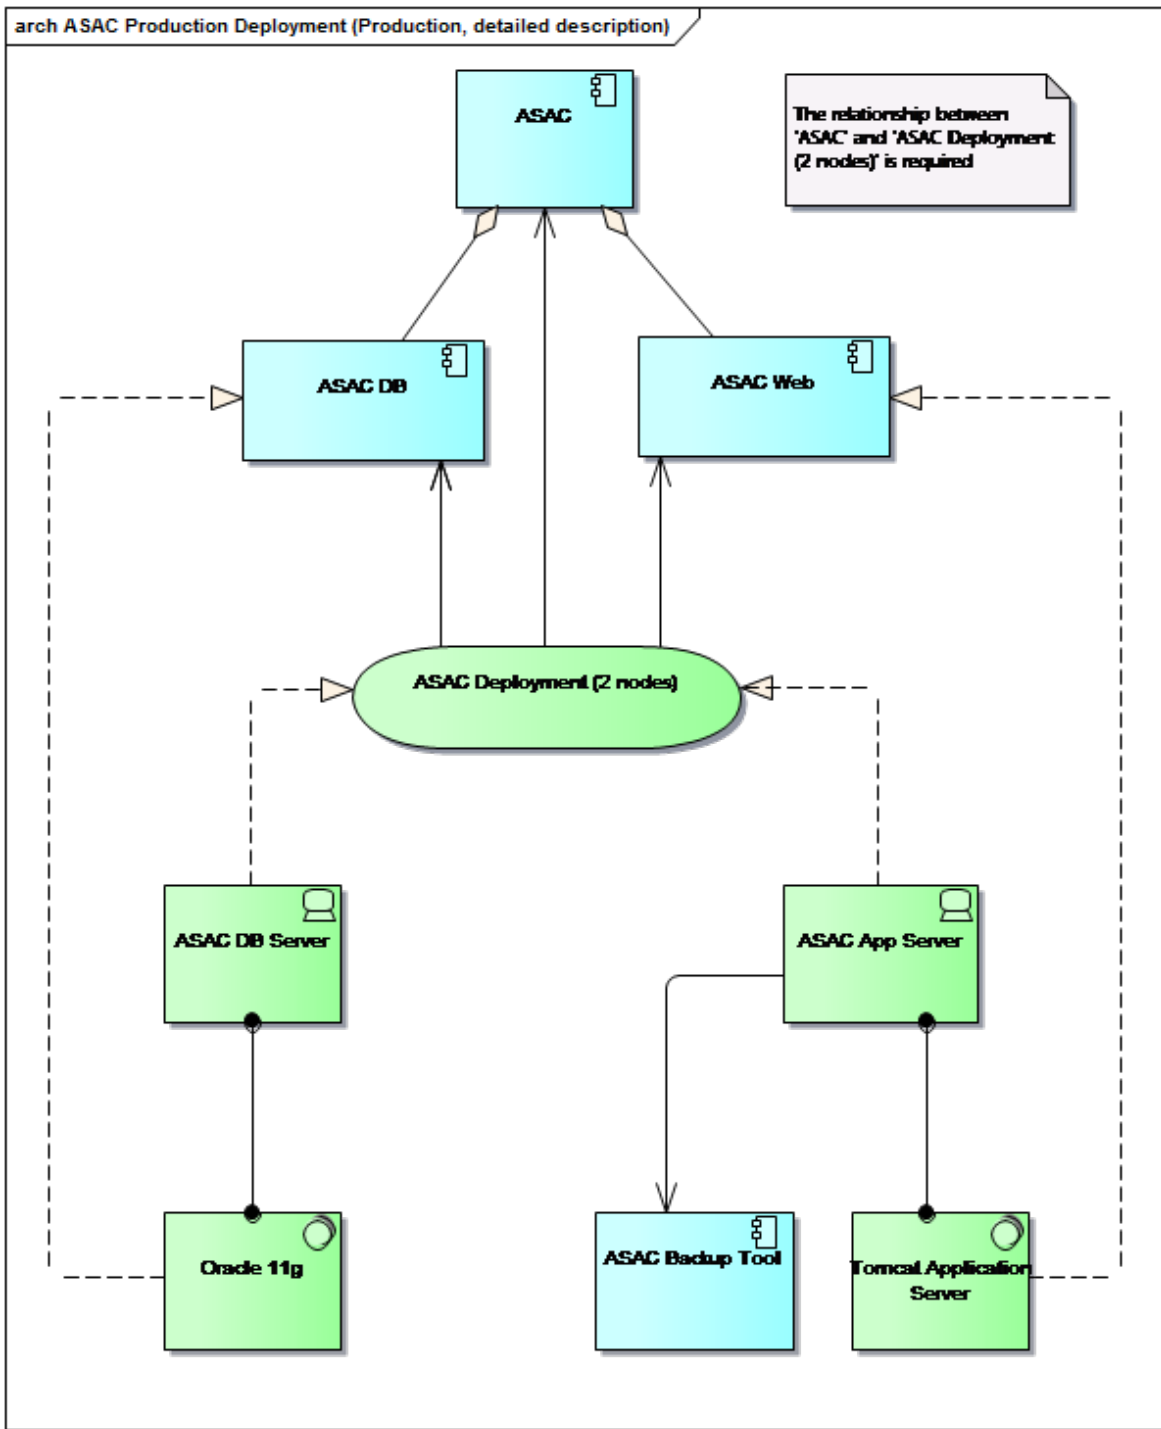 arch ASAC Production Deployment (Production, detailed description)
ASAC
The relationship between
'ASAC' and 'ASAC Deployment
(2 nodes)' is required
ASAC DB
ASAC Web
ASAC Deployment (2 nodes)
ASAC DB Server
ASAC App Server
Oracle 11g
ASAC Backup Tool
Tomcat Application
Server